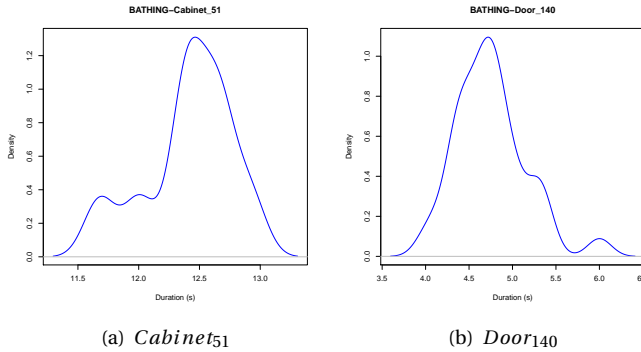 BATHING−Cabinet_51
Density
0.0 0.2 0.4 0.6 0.8 1.0 1.2
11.5 12.0 12.5 13.0
Duration (s)
(a) Cabinet51
BATHING−Door_140
Density
0.0 0.2 0.4 0.6 0.8 1.0
3.5 4.0 4.5 5.0 5.5 6.0
Duration (s)
(b) Door140